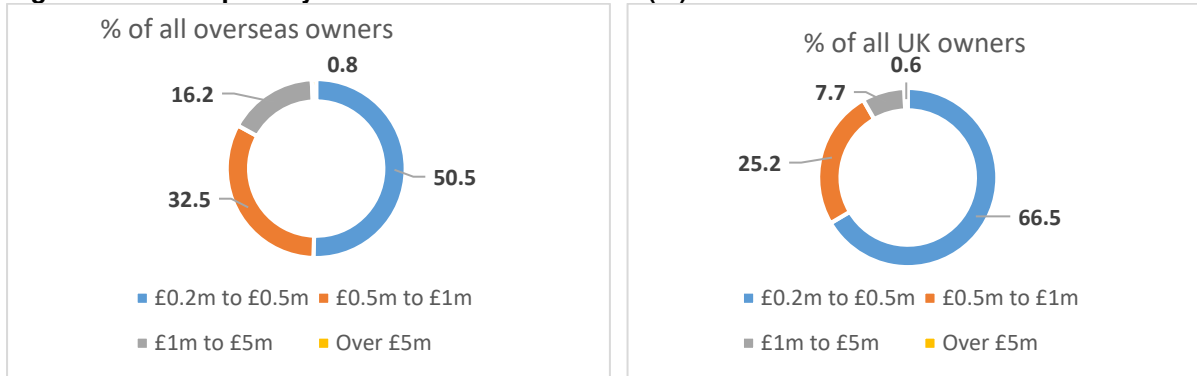 % of all overseas owners
0.8
16.2
32.5
50.5
£0.2m to £0.5m £0.5m to £1m
£1m to £5m Over £5m
% of all UK owners
0.6
7.7
25.2
66.5
£0.2m to £0.5m £0.5m to £1m
£1m to £5m Over £5m